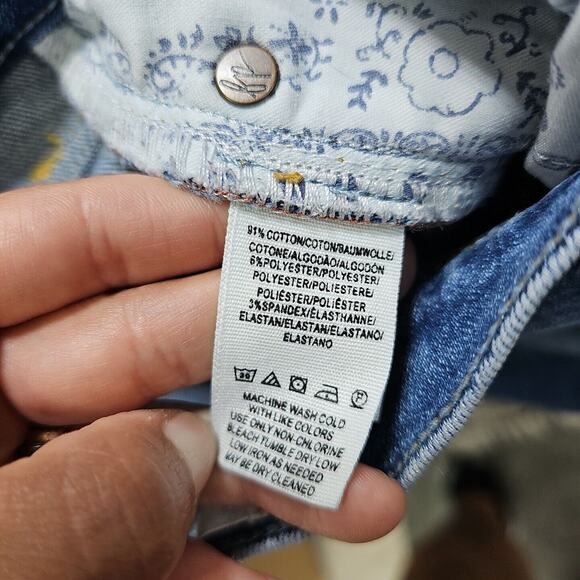 91% COTTON/COTON/BAUMWOLLE/
COTONE/ALGODÃO/ALGODÓN
6%POLYESTER/POLYESTER/
POLYESTER/POLIESTERE/
POLIÉSTER/POLIÉSTER
3%SPANDEX/ÉLASTHANNE/
ELASTAN/ELASTAN/ELASTANO/
ELASTANO
30
P
MACHINE WASH COLD
WITH LIKE COLORS
USE ONLY NON-CHLORINE
BLEACH TUMBLE DRY LOW
LOW IRON AS NEEDED
MAY BE DRY CLEANED